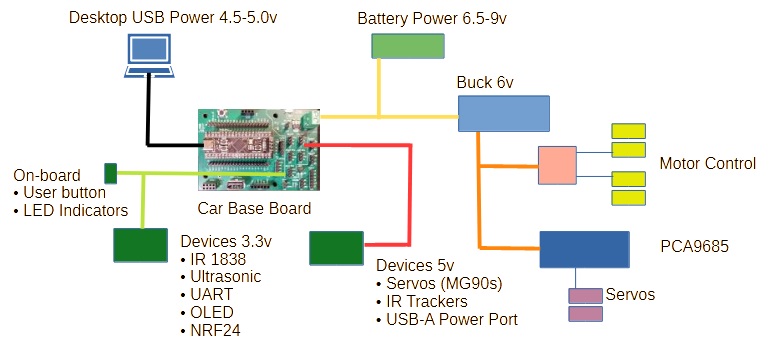 Desktop USB Power 4.5-5.0v
Battery Power 6.5-9v
Buck 6v
Motor Control
On-board
• User button
• LED Indicators
Car Base Board
Devices 3.3v
• IR 1838
• Ultrasonic
• UART
• OLED
• NRF24
Devices 5v
• Servos (MG90s)
• IR Trackers
• USB-A Power Port
PCA9685
Servos